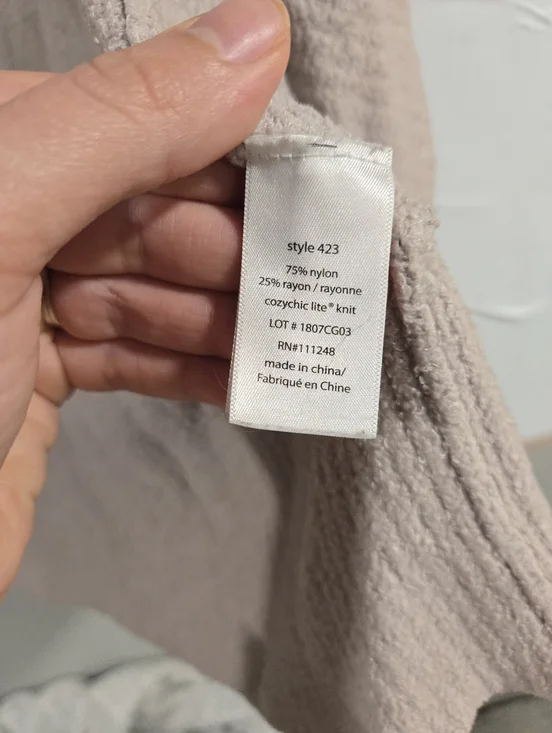 style 423
75% nylon
25% rayon / rayonne
cozychic lite® knit
LOT # 1807CG03
RN#111248
made in china/
Fabriqué en Chine